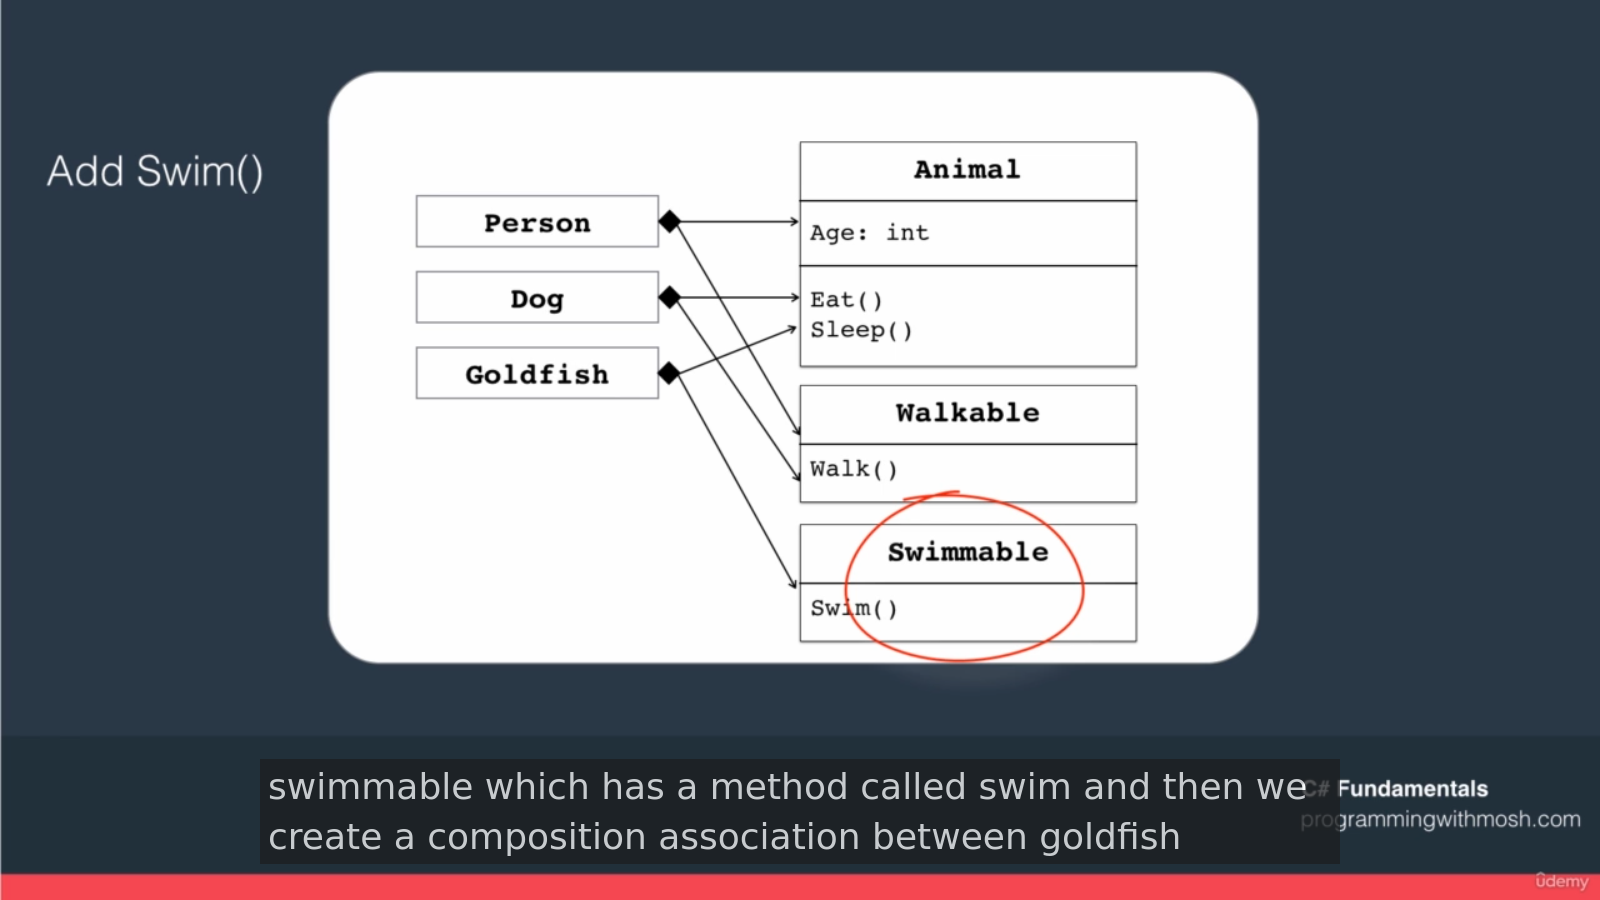 Add Swim()
Person
Dog
Goldfish
Animal
Age: int
Eat()
Sleep()
Walkable
Walk()
Swimmable
Swim()
swimmable which has a method called swim and then we
create a composition association between goldfish
C# Fundamentals
programmingwithmosh.com
ûdemy